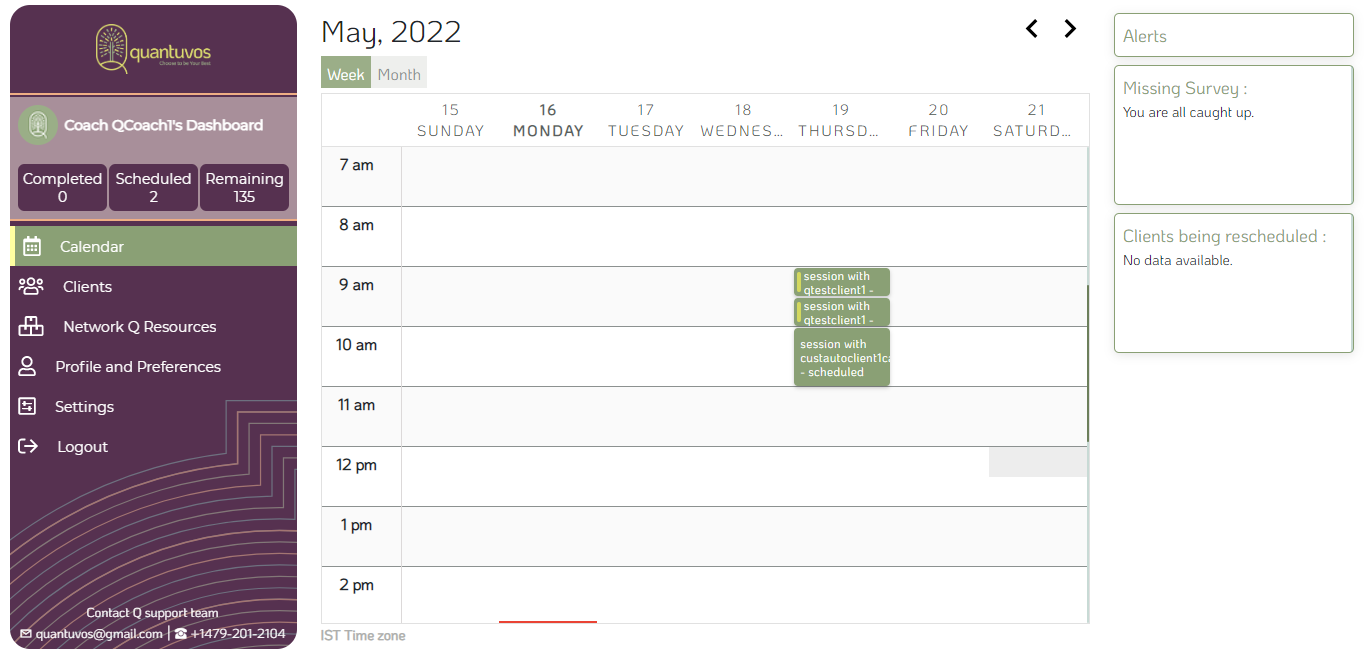 quantuvos
Choose to be Your Best
Coach QCoach1's Dashboard
Completed
0
Scheduled
2
Remaining
135
Calendar
Clients
Network Q Resources
Profile and Preferences
Settings
Logout
Contact Q support team
quantuvos@gmail.com | +1479-201-2104
May, 2022
Week Month
15 16 17 18 19 20 21
SUNDAY MONDAY TUESDAY WEDNES... THURSD... FRIDAY SATURD...
7 am
8 am
9 am
session with
qtestclient1 -
session with
qtestclient1 -
10 am
session with
custautoclient1ca
- scheduled
11 am
12 pm
1 pm
2 pm
IST Time zone
Alerts
Missing Survey :
You are all caught up.
Clients being rescheduled :
No data available.